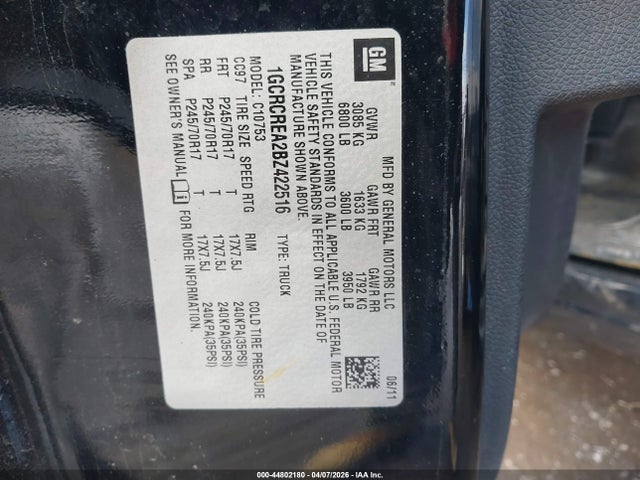 GM
MFD BY GENERAL MOTORS LLC 06/11
GVWR GAWR FRT GAWR RR
3085 KG 1633 KG 1792 KG
6800 LB 3600 LB 3950 LB
THIS VEHICLE CONFORMS TO ALL APPLICABLE U.S. FEDERAL MOTOR
VEHICLE SAFETY STANDARDS IN EFFECT ON THE DATE OF
MANUFACTURE SHOWN ABOVE.
1GCRCREA2BZ422516 TYPE: TRUCK
MODEL: C10753
CC97 TIRE SIZE SPEED RTG RIM COLD TIRE PRESSURE
FRT P245/70R17 T 17X7.5J 240KPA(35PSI)
RR P245/70R17 T 17X7.5J 240KPA(35PSI)
SPA P245/70R17 T 17X7.5J 240KPA(35PSI)
SEE OWNER'S MANUAL i FOR MORE INFORMATION.
000-44802180 - 04/07/2026 - IAAC.